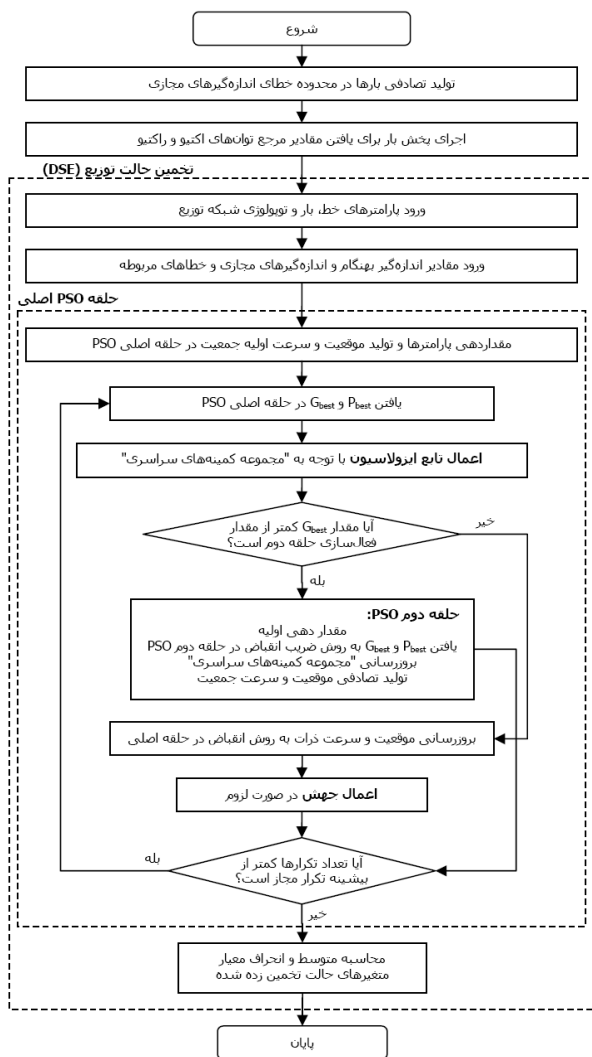 شروع
تولید تصادفی بارها در محدوده خطای اندازه‌گیرهای مجازی
اجرای پخش بار برای یافتن مقادیر مرجع توان‌های اکتیو و راکتیو
تخمین حالت توزیع (DSE)
ورود پارامترهای خط، بار و توپولوژی شبکه توزیع
ورود مقادیر اندازه‌گیر بهنگام و اندازه‌گیرهای مجازی و خطاهای مربوطه
حلقه PSO اصلی
مقداردهی پارامترها و تولید موقعیت و سرعت اولیه جمعیت در حلقه اصلی PSO
یافتن Pbest و Gbest در حلقه اصلی PSO
اعمال تابع ایزولاسیون با توجه به "مجموعه کمینه‌های سراسری"
آیا مقدار Gbest کمتر از مقدار
فعال‌سازی حلقه دوم است؟
خیر
بله
حلقه دوم PSO:
مقدار دهی اولیه
یافتن Pbest و Gbest به روش ضریب انقباض در حلقه دوم PSO
بروزرسانی "مجموعه کمینه‌های سراسری"
تولید تصادفی موقعیت و سرعت جمعیت
بروزرسانی موقعیت و سرعت ذرات به روش انقباض در حلقه اصلی
اعمال جهش در صورت لزوم
آیا تعداد تکرارها کمتر از
بیشینه تکرار مجاز است؟
بله
خیر
محاسبه متوسط و انحراف معیار
متغیرهای حالت تخمین زده شده
پایان